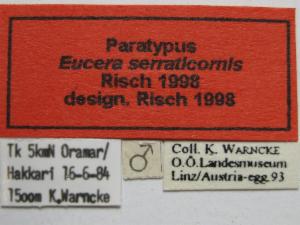 Paratypus
Eucera serraticornis
Risch 1998
design. Risch 1998
Tk 5kmN Oramar/
Hakkari 16-6-84
1500m K.Warncke
♂
Coll. K. WARNCKE
O.Ö.Landesmuseum
Linz/Austria-egg.93